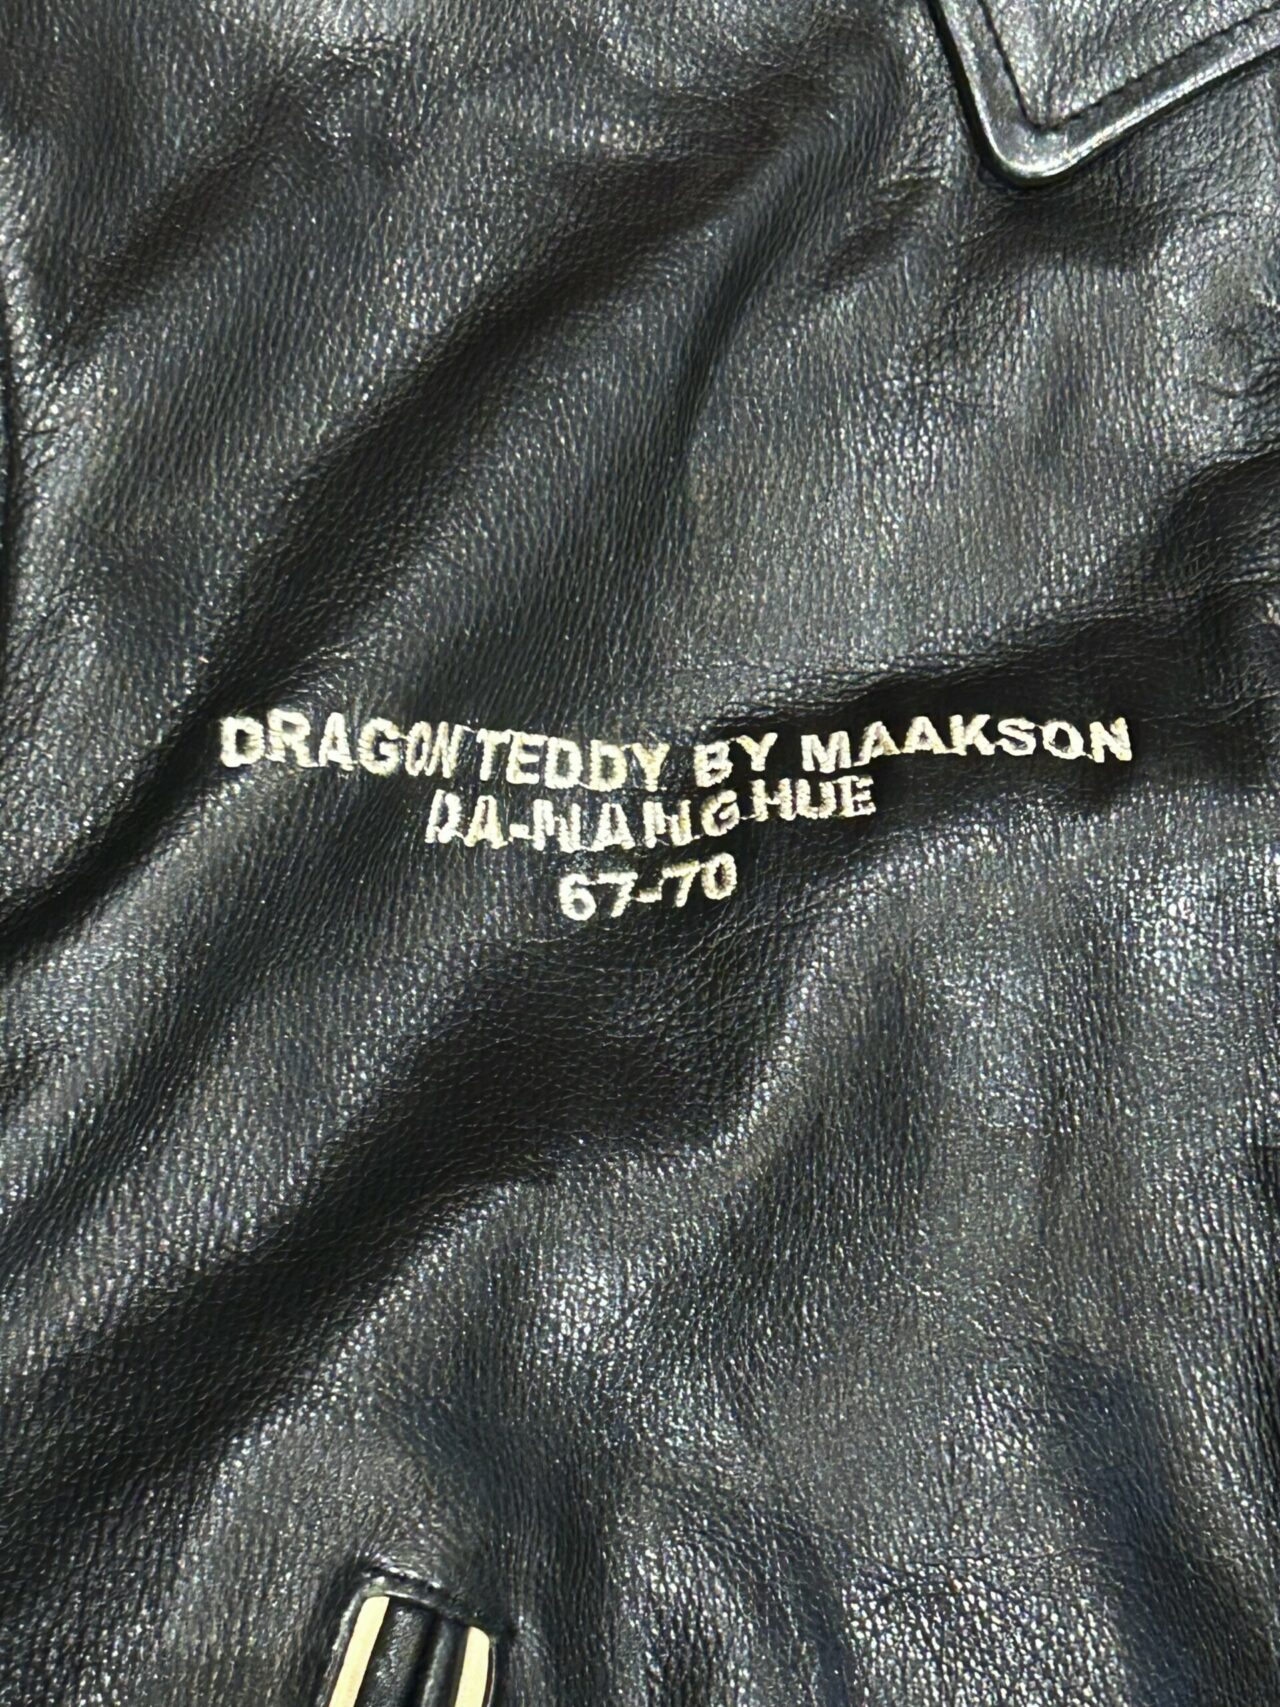 DRAGON TEDDY BY MAAKSON
DA-NANG HUE
67-70